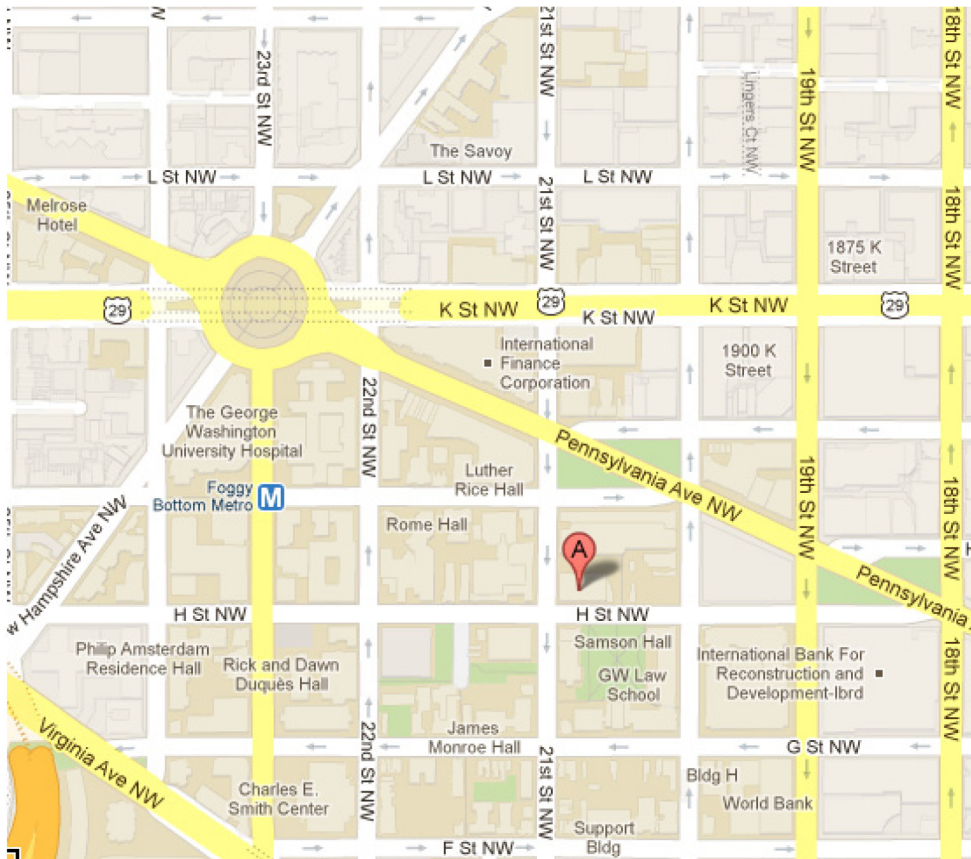 23rd St NW
21st St NW
19th St NW
18th St NW
Lingers Ct NW
The Savoy
L St NW
L St NW
L St NW
Melrose
Hotel
21st St NW
18th St NW
1875 K
Street
29
K St NW
29
K St NW
K St NW
29
International
Finance
Corporation
1900 K
Street
22nd St NW
The George
Washington
University Hospital
Pennsylvania Ave NW
Luther
Rice Hall
19th St NW
18th St NW
Foggy
Bottom Metro
M
Rome Hall
w Hampshire Ave NW
A
H
Pennsylvania A
H St NW
H St NW
Phillip Amsterdam
Residence Hall
Rick and Dawn
Duquès Hall
Samson Hall
GW Law
School
International Bank For
Reconstruction and
Development-Ibrd
18th St NW
Virginia Ave NW
22nd St NW
James
Monroe Hall
21st St NW
G St NW
Bldg H
World Bank
Charles E.
Smith Center
Support
Bldg
F St NW